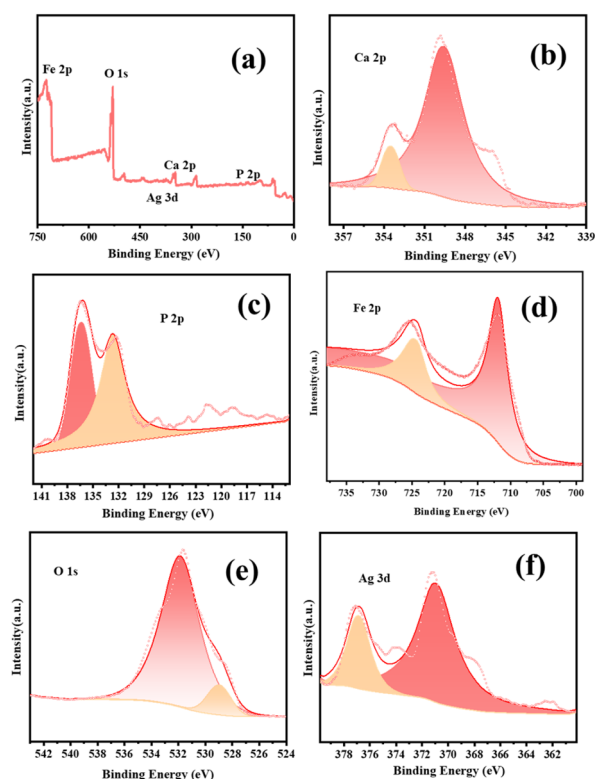 (a)
Fe 2p
O 1s
Ca 2p
P 2p
Ag 3d
Intensity(a.u.)
750 600 450 300 150 0
Binding Energy (eV)
(b)
Ca 2p
Intensity(a.u.)
357 354 351 348 345 342 339
Binding Energy (eV)
(c)
P 2p
Intensity(a.u.)
141 138 135 132 129 126 123 120 117 114
Binding Energy (eV)
(d)
Fe 2p
Intensity(a.u.)
735 730 725 720 715 710 705 700
Binding Energy (eV)
(e)
O 1s
Intensity(a.u.)
542 540 538 536 534 532 530 528 526 524
Binding Energy (eV)
(f)
Ag 3d
Intensity(a.u.)
378 376 374 372 370 368 366 364 362
Binding Energy (eV)